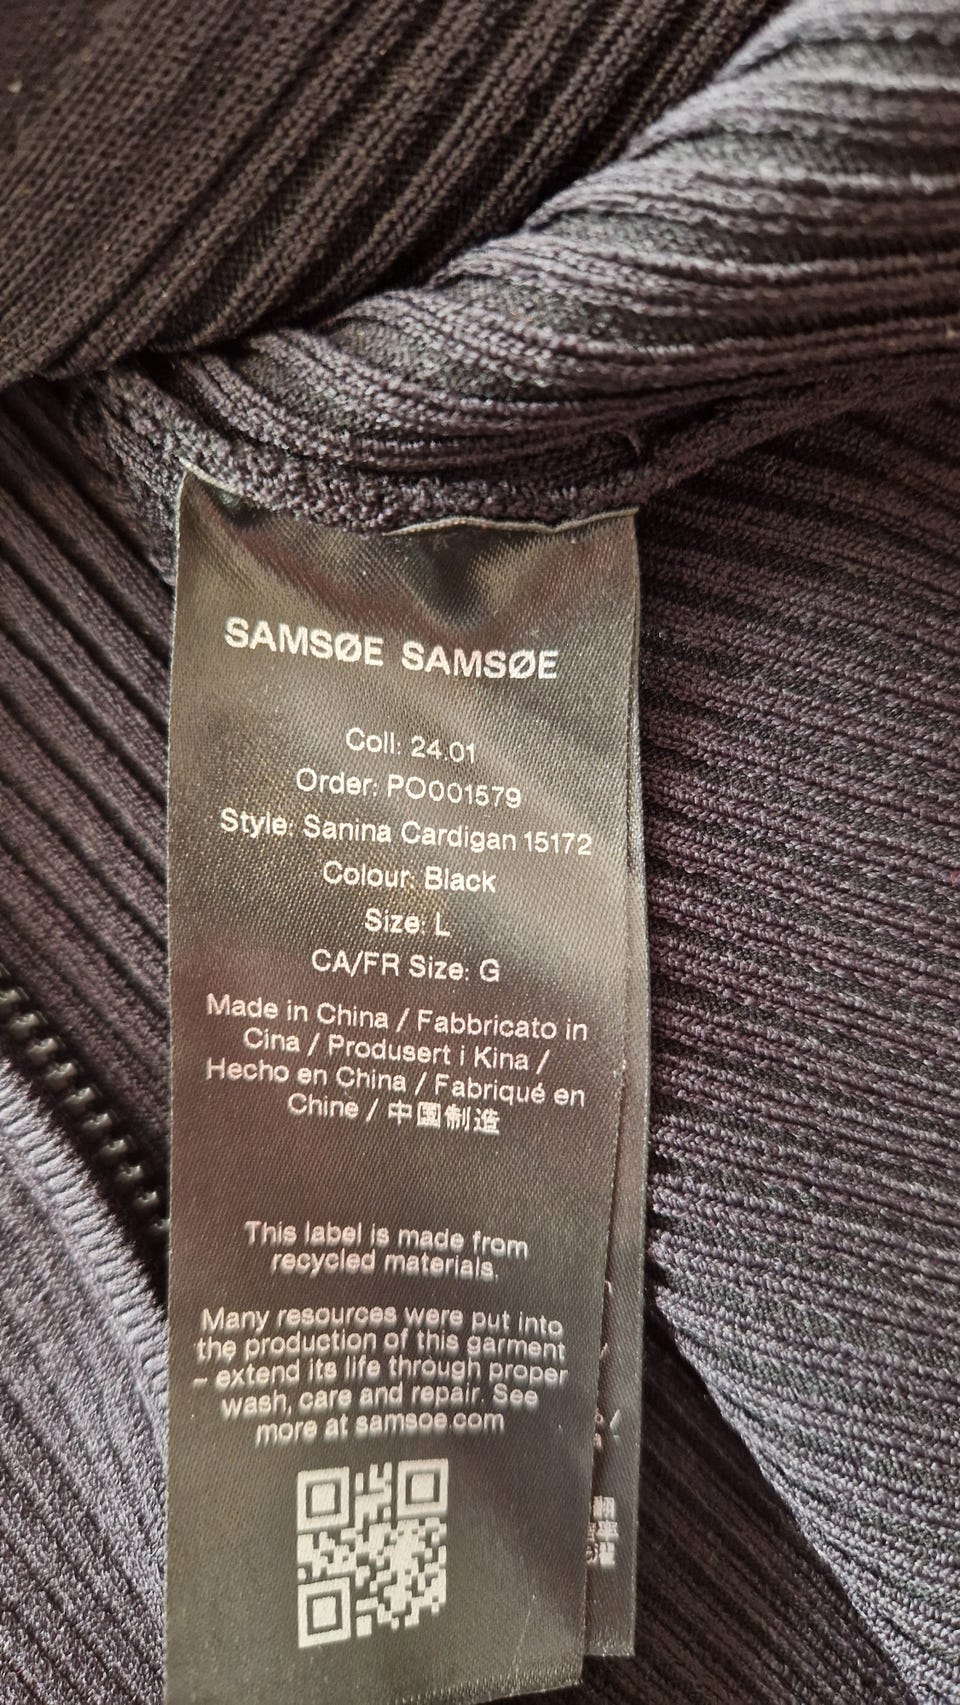 SAMSØE SAMSØE
Coll: 24.01
Order: PO001579
Style: Sanina Cardigan 15172
Colour: Black
Size: L
CA/FR Size: G
Made in China / Fabbricato in
Cina / Produsert i Kina /
Hecho en China / Fabriqué en
Chine / 中国制造
This label is made from
recycled materials.
Many resources were put into
the production of this garment
– extend its life through proper
wash, care and repair. See
more at samsoe.com